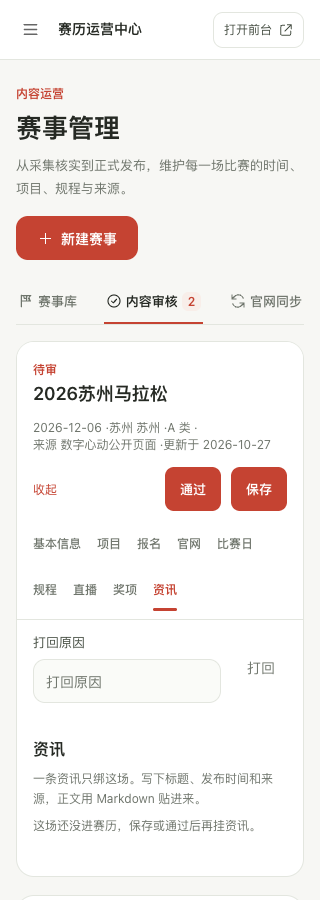 赛历运营中心
打开前台
内容运营
赛事管理
从采集核实到正式发布，维护每一场比赛的时间、
项目、规程与来源。
新建赛事
赛事库
内容审核 2
官网同步
待审
2026苏州马拉松
2026-12-06 ·苏州 苏州 ·A 类 ·
来源 数字心动公开页面 ·更新于 2026-10-27
收起
通过
保存
基本信息 项目 报名 官网 比赛日
规程 直播 奖项 资讯
打回原因
打回原因
打回
资讯
一条资讯只绑这场。写下标题、发布时间和来
源，正文用 Markdown 贴进来。
这场还没进赛历，保存或通过后再挂资讯。